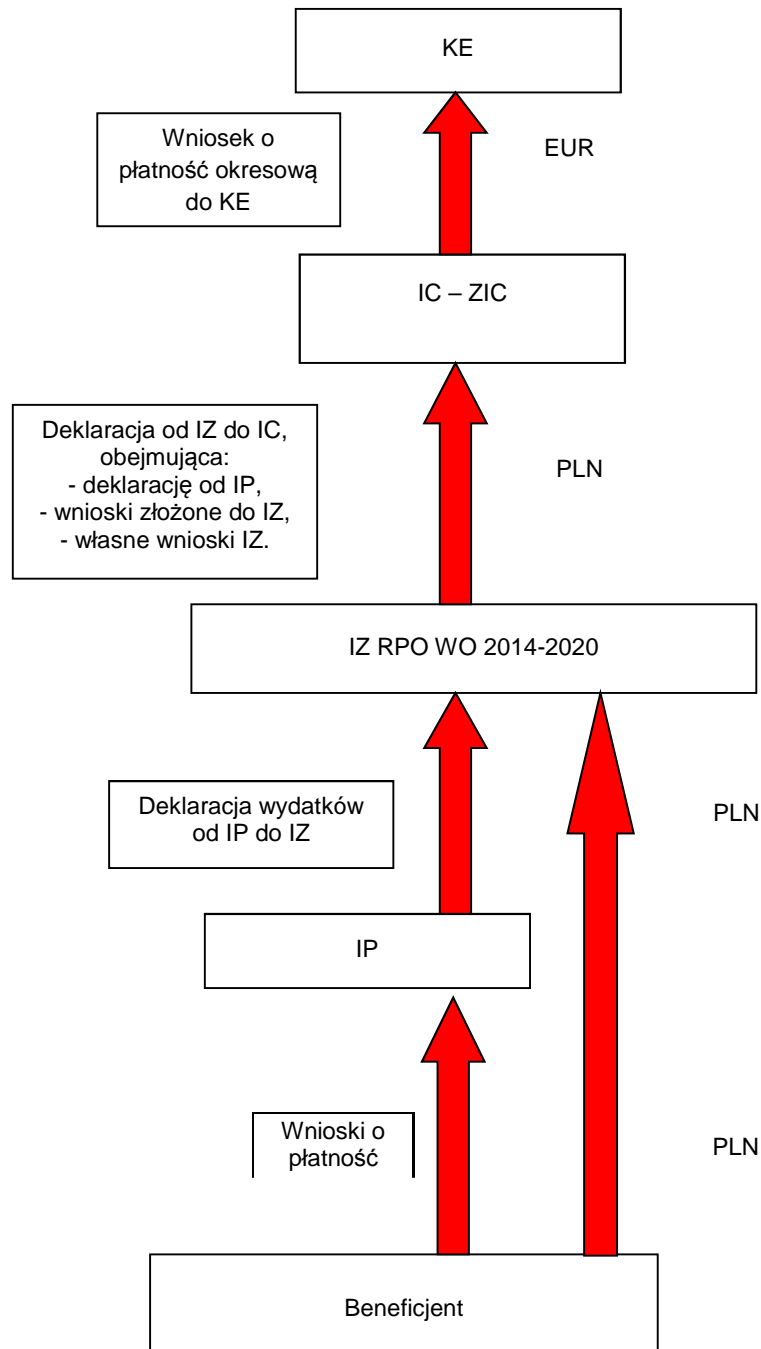 KE
Wniosek o
płatność okresową
do KE
EUR
IC – ZIC
Deklaracja od IZ do IC,
obejmująca:
- deklarację od IP,
- wnioski złożone do IZ,
- własne wnioski IZ.
PLN
IZ RPO WO 2014-2020
Deklaracja wydatków
od IP do IZ
PLN
IP
Wnioski o
płatność
PLN
Beneficjent